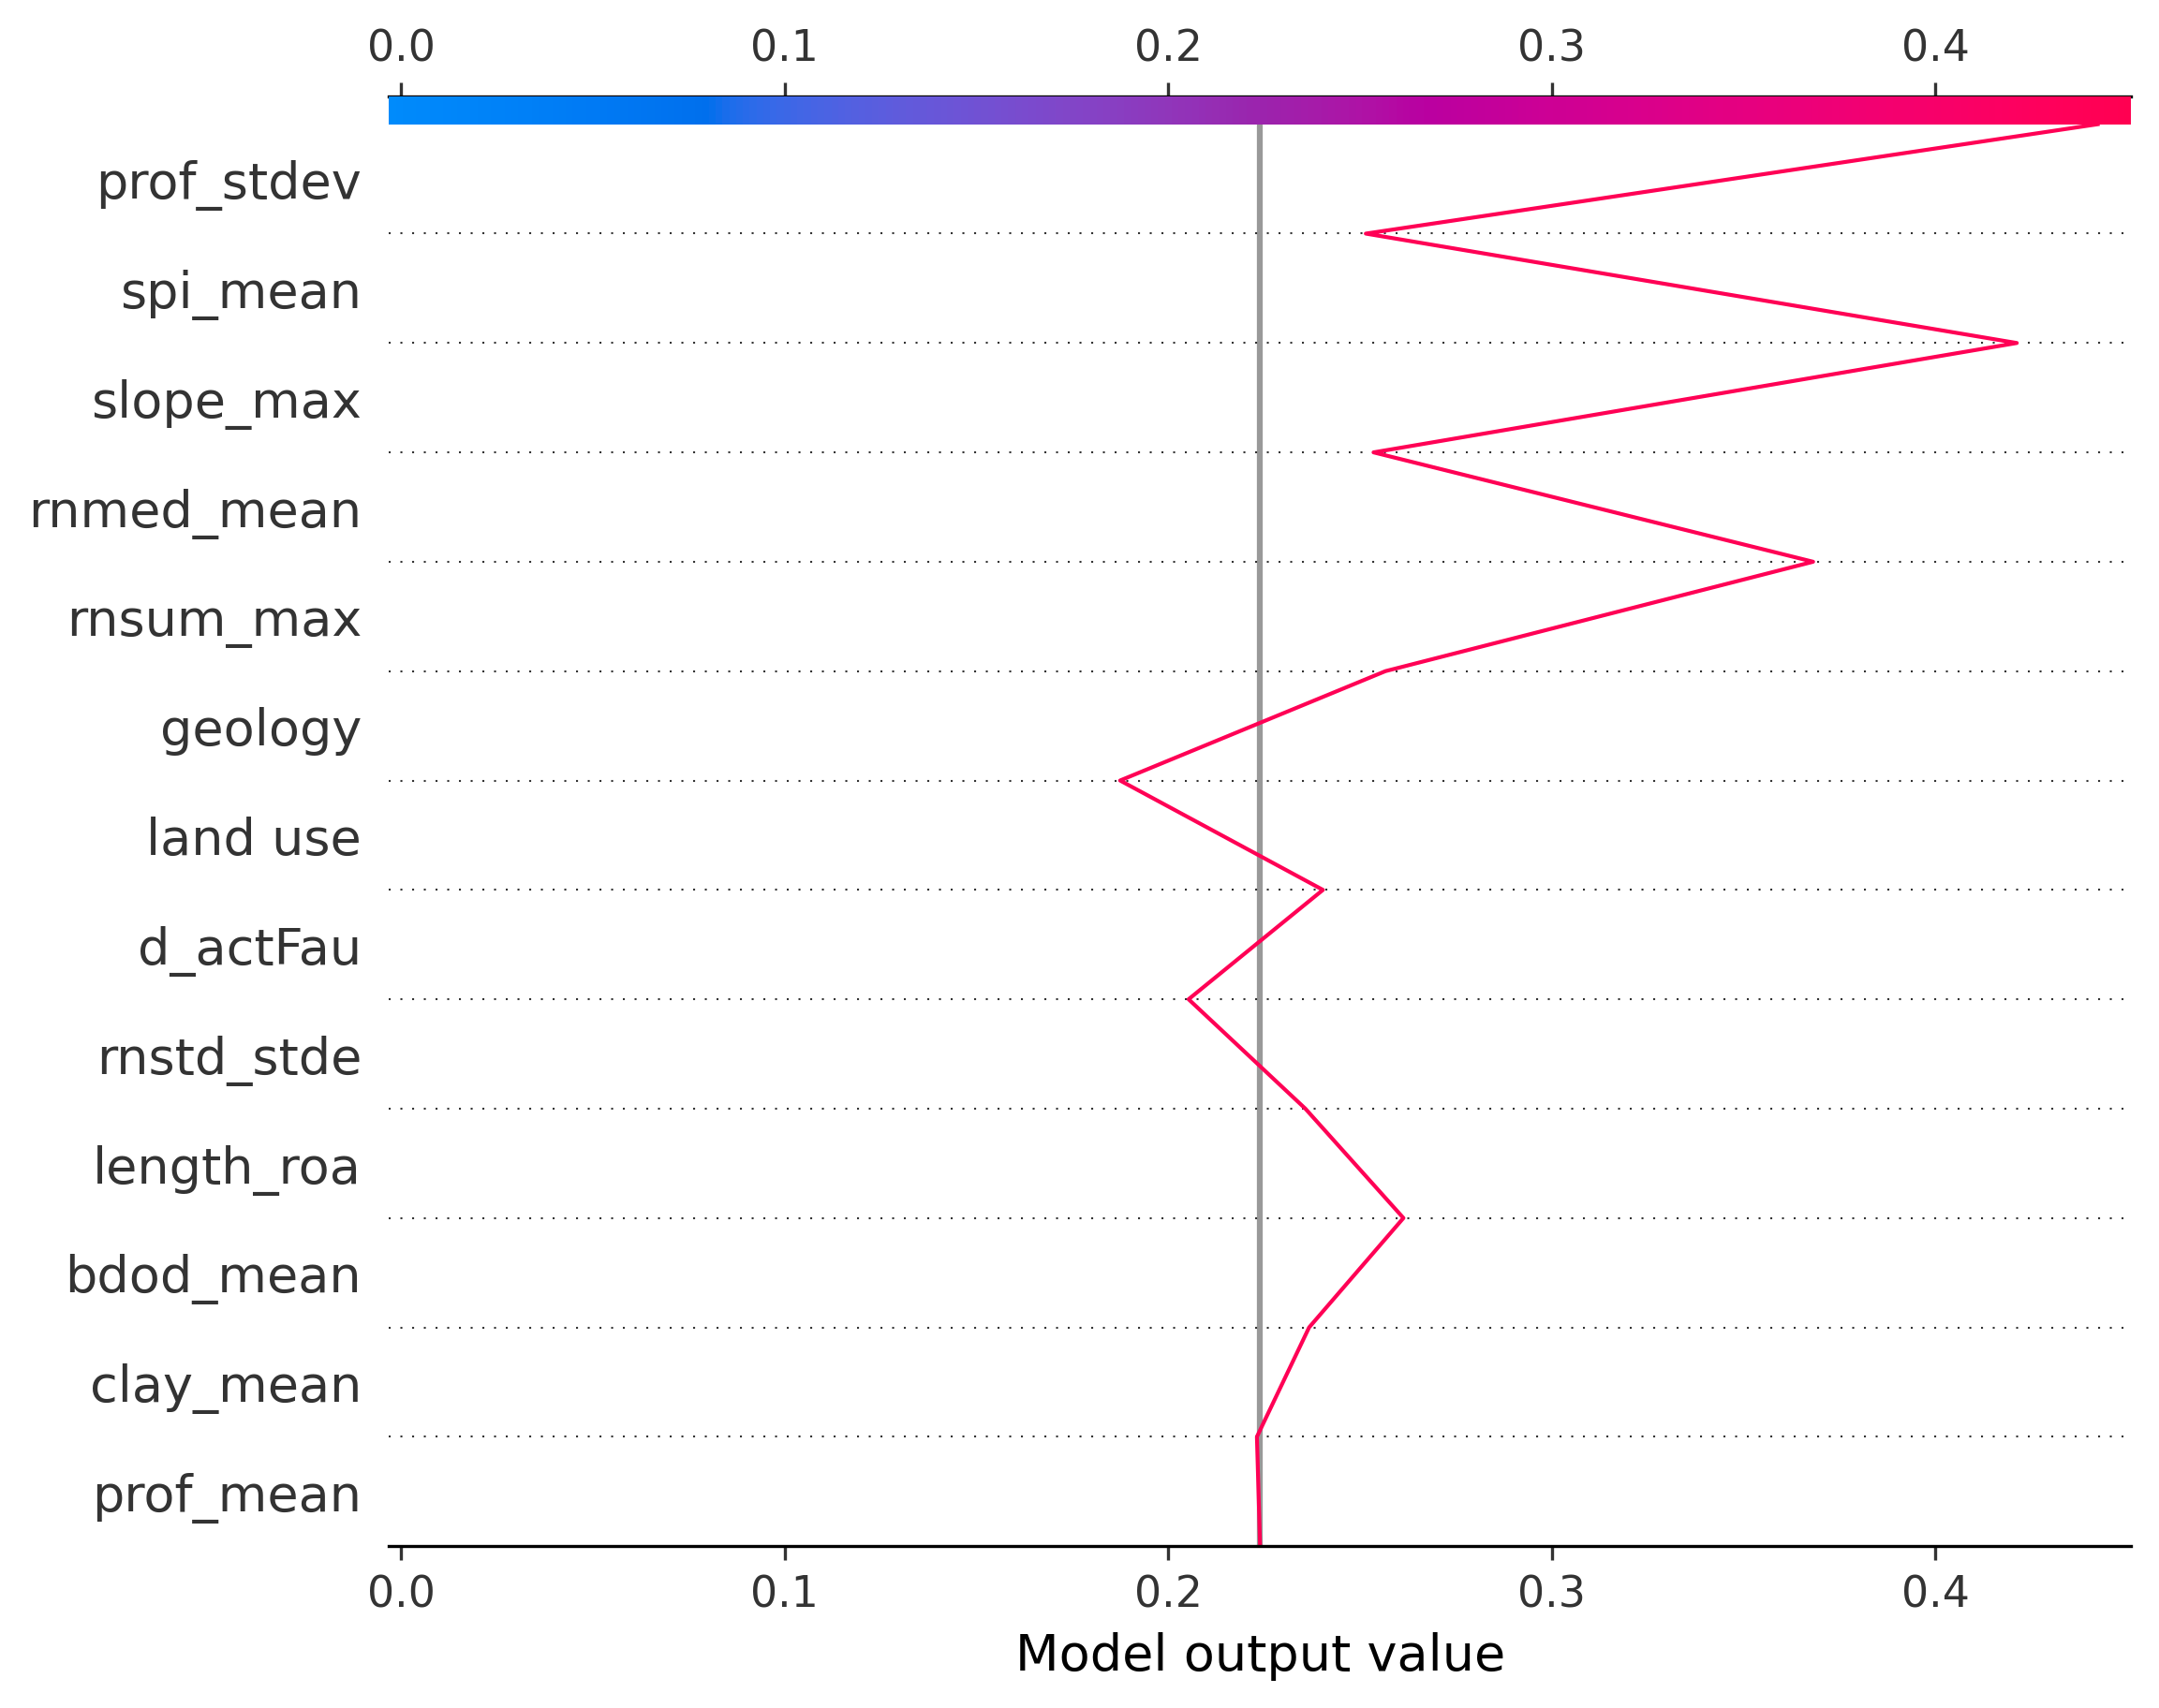 0.0 0.1 0.2 0.3 0.4
prof_stdev
spi_mean
slope_max
rnmed_mean
rnsum_max
geology
land use
d_actFau
rnstd_stde
length_roa
bdod_mean
clay_mean
prof_mean
0.0 0.1 0.2 0.3 0.4
Model output value